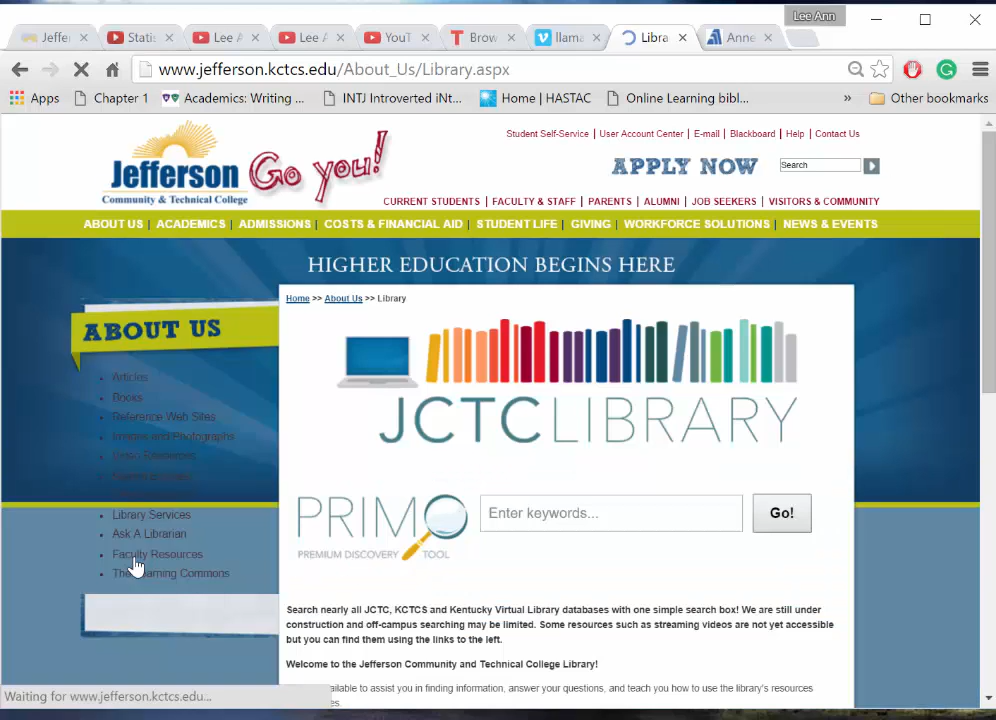 Lee Ann
Jeffe
Statis
Lee A
Lee A
YouT
Brow
llama
Libra
Anne
www.jefferson.kctcs.edu/About_Us/Library.aspx
Apps
Chapter 1
Academics: Writing ...
INTJ Introverted iNt...
Home | HASTAC
Online Learning bibl...
»
Other bookmarks
Jefferson
Community & Technical College
Go you!
Student Self-Service | User Account Center | E-mail | Blackboard | Help | Contact Us
APPLY NOW
Search
CURRENT STUDENTS | FACULTY & STAFF | PARENTS | ALUMNI | JOB SEEKERS | VISITORS & COMMUNITY
ABOUT US | ACADEMICS | ADMISSIONS | COSTS & FINANCIAL AID | STUDENT LIFE | GIVING | WORKFORCE SOLUTIONS | NEWS & EVENTS
HIGHER EDUCATION BEGINS HERE
Home >> About Us >> Library
ABOUT US
Articles
Books
Reference Web Sites
Images and Photographs
Video Resources
Library Services
Ask A Librarian
Faculty Resources
The Learning Commons
JCTCLIBRARY
PRIMO
PREMIUM DISCOVERY TOOL
Enter keywords...
Go!
Search nearly all JCTC, KCTCS and Kentucky Virtual Library databases with one simple search box! We are still under
construction and off-campus searching may be limited. Some resources such as streaming videos are not yet accessible
but you can find them using the links to the left.
Welcome to the Jefferson Community and Technical College Library!
ailable to assist you in finding information, answer your questions, and teach you how to use the library's resources
es.
Waiting for www.jefferson.kctcs.edu...